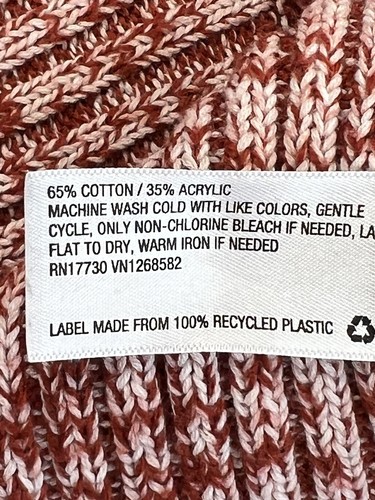 65% COTTON / 35% ACRYLIC
MACHINE WASH COLD WITH LIKE COLORS, GENTLE
CYCLE, ONLY NON-CHLORINE BLEACH IF NEEDED, LA
FLAT TO DRY, WARM IRON IF NEEDED
RN17730 VN1268582
LABEL MADE FROM 100% RECYCLED PLASTIC